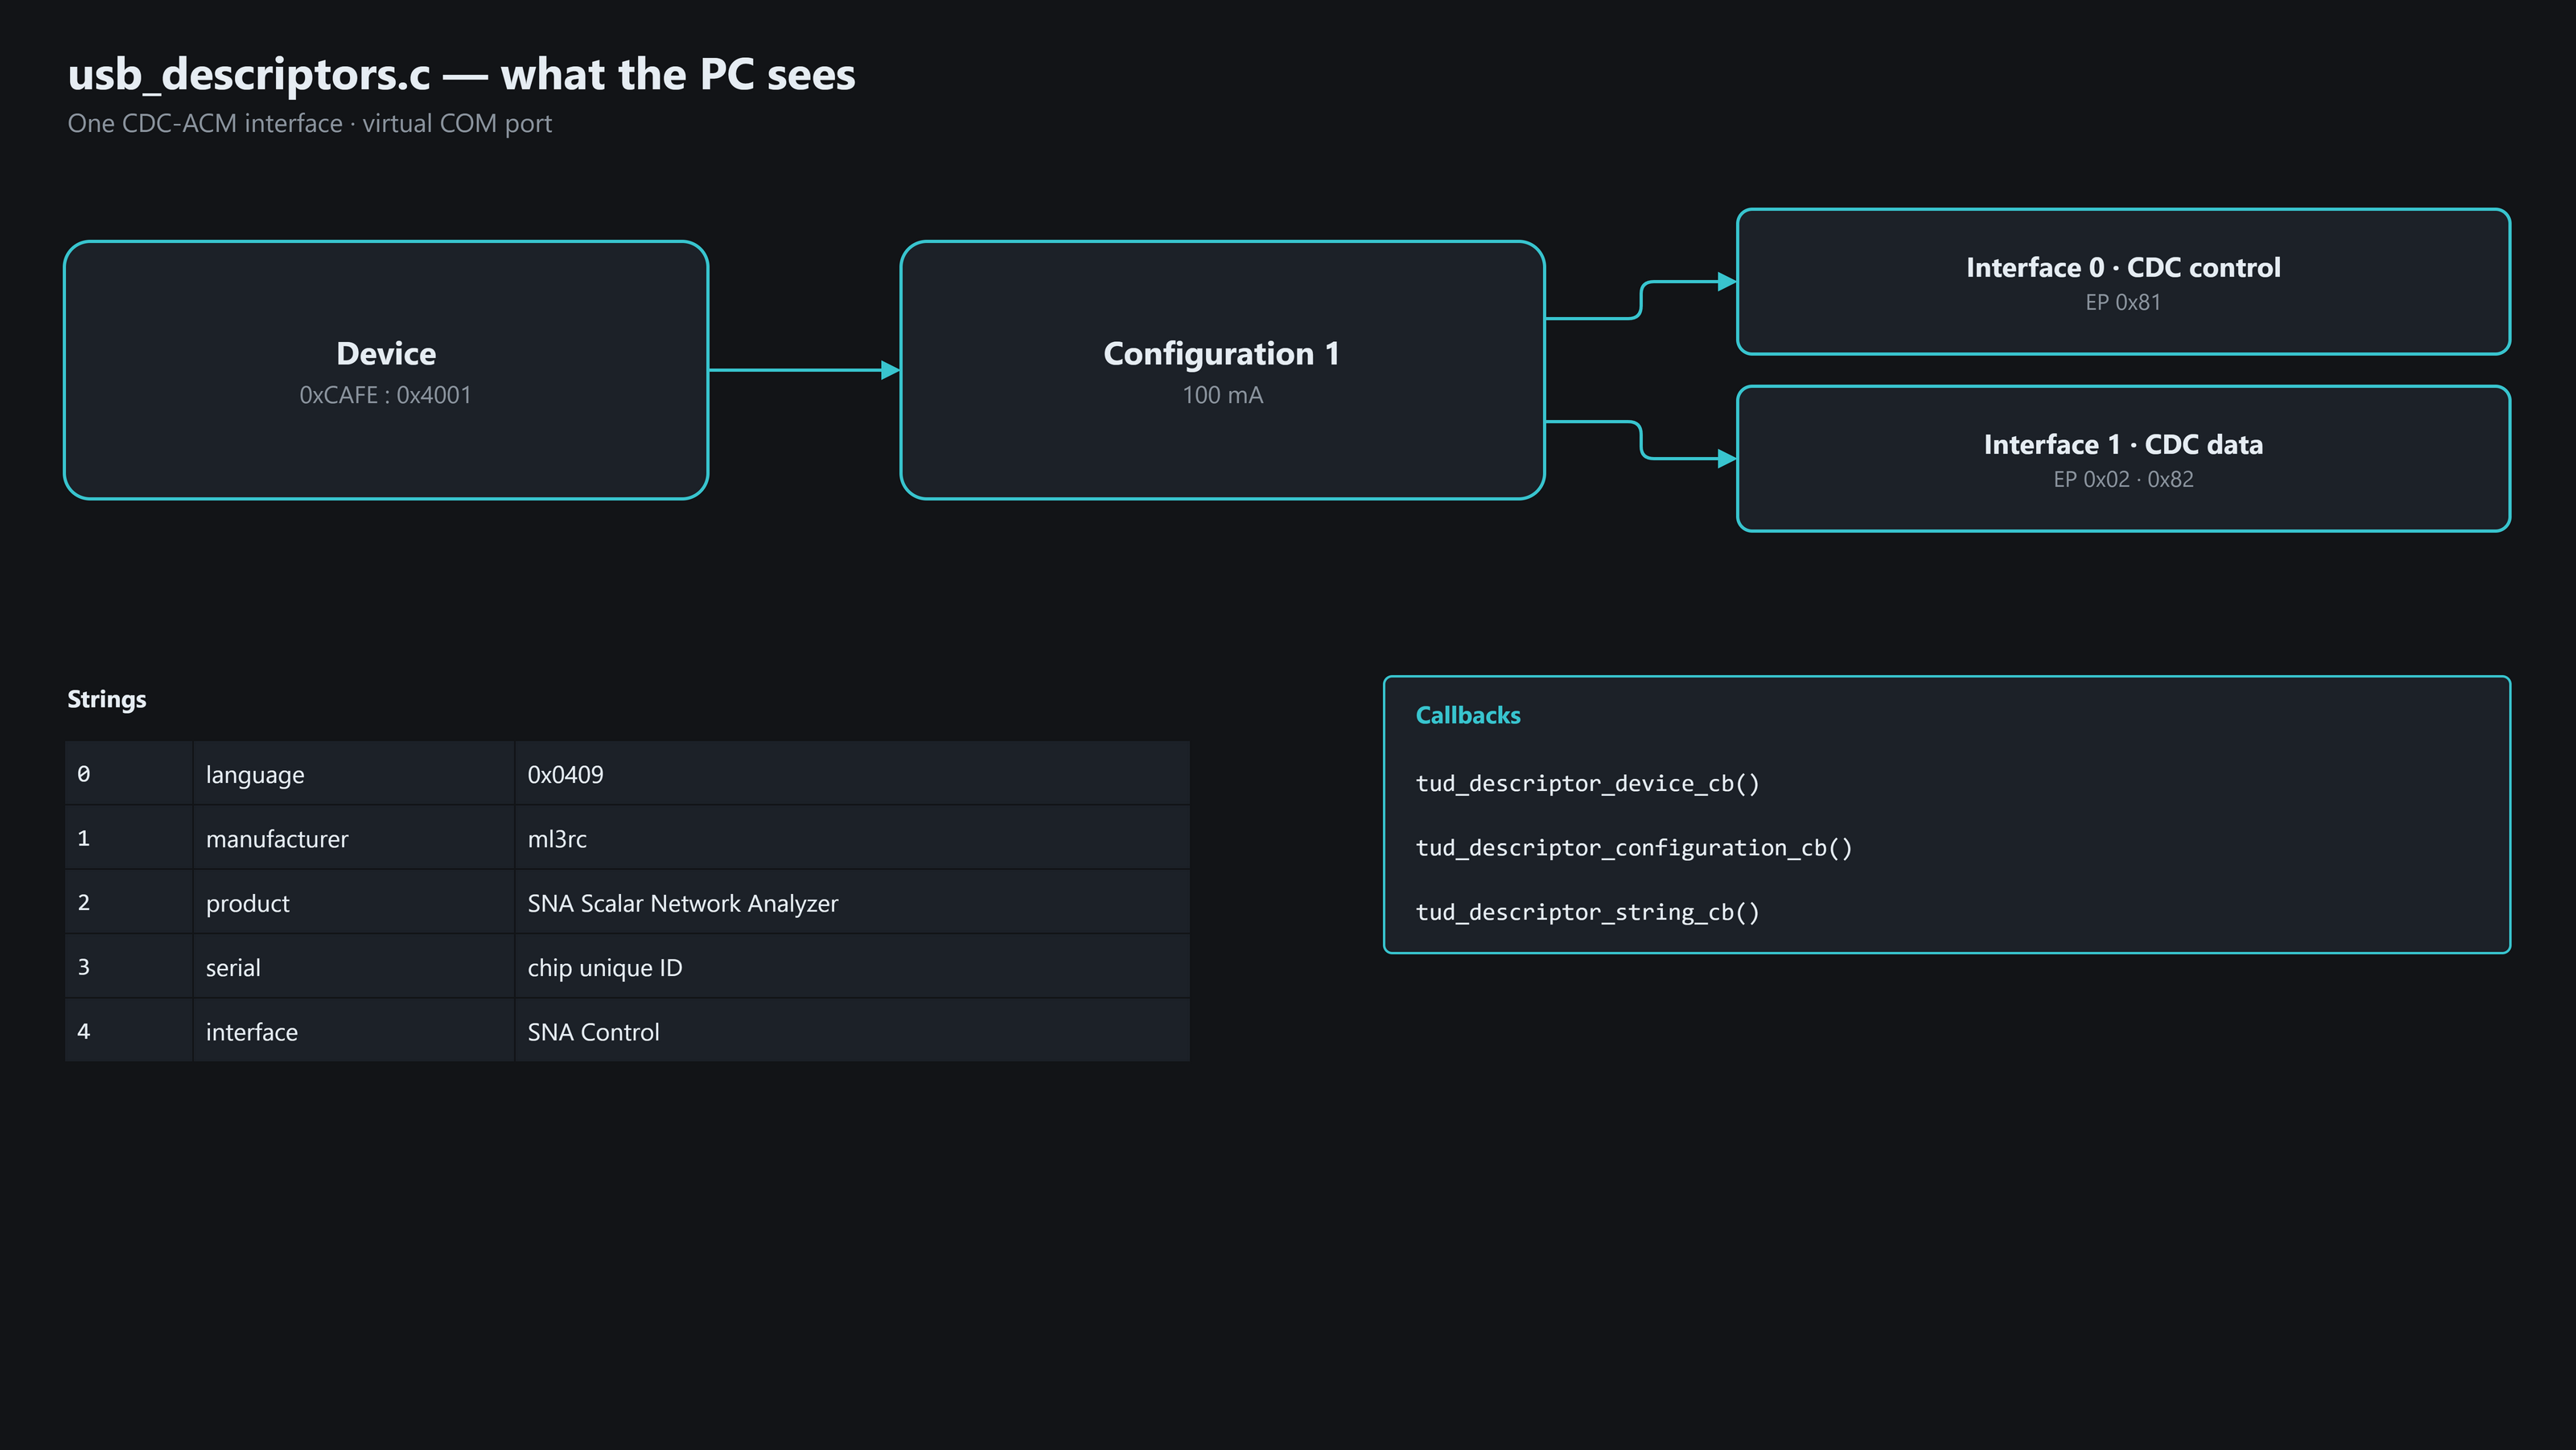 usb_descriptors.c — what the PC sees
One CDC-ACM interface · virtual COM port
Device
0xCAFE : 0x4001
Configuration 1
100 mA
Interface 0 · CDC control
EP 0x81
Interface 1 · CDC data
EP 0x02 · 0x82
Strings
0 language 0x0409
1 manufacturer ml3rc
2 product SNA Scalar Network Analyzer
3 serial chip unique ID
4 interface SNA Control
Callbacks
tud_descriptor_device_cb()
tud_descriptor_configuration_cb()
tud_descriptor_string_cb()